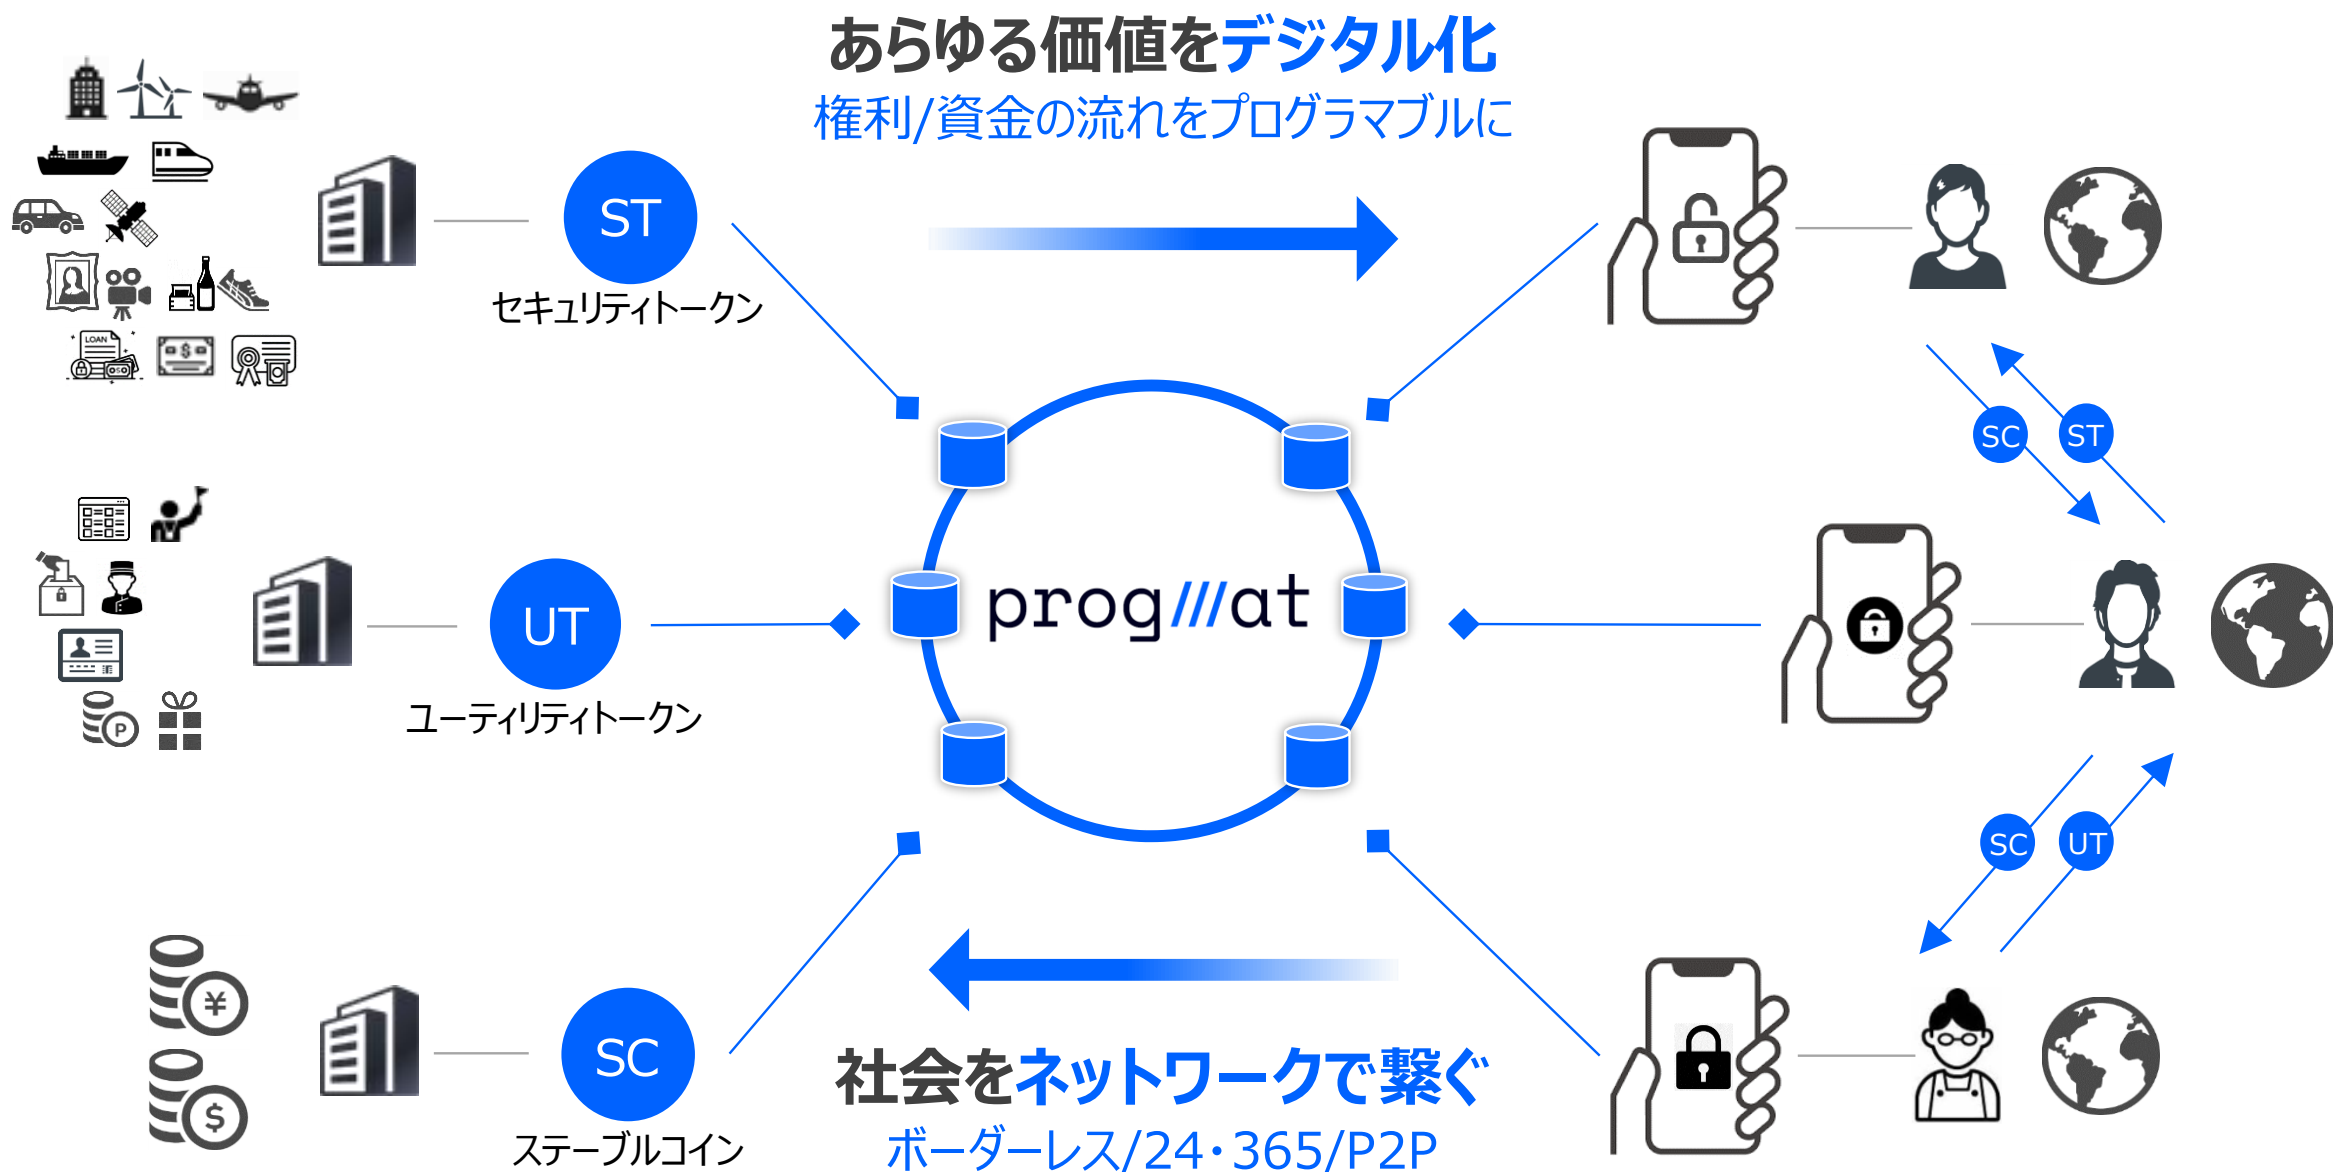 あらゆる価値をデジタル化
権利/資金の流れをプログラマブルに
ST
セキュリティトークン
LOAN
$
SC
ST
prog///at
UT
ユーティリティトークン
P
SC
UT
¥
$
SC
ステーブルコイン
社会をネットワークで繋ぐ
ボーダーレス/24・365/P2P